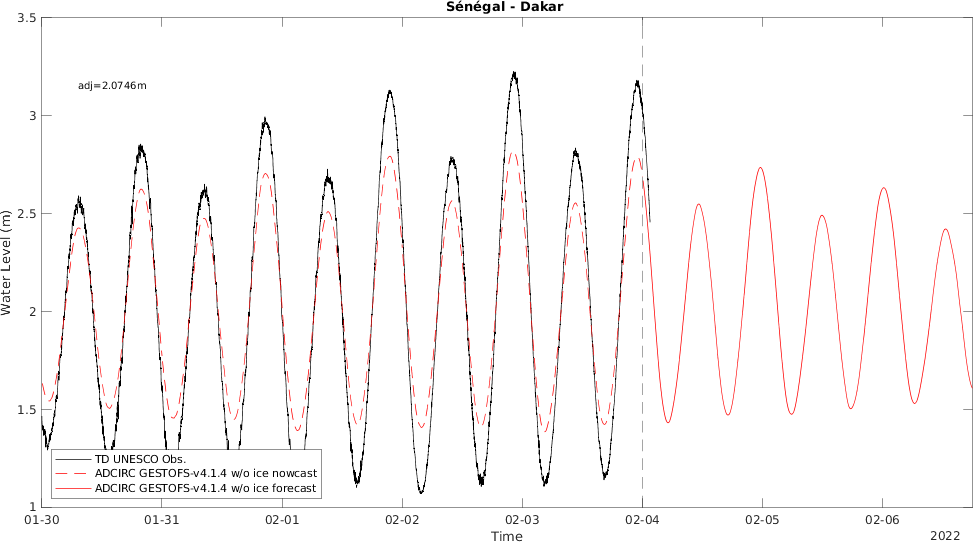 Sénégal - Dakar
3.5
adj=2.0746m
3
2.5
Water Level (m)
2
1.5
TD UNESCO Obs.
ADCIRC GESTOFS-v4.1.4 w/o ice nowcast
ADCIRC GESTOFS-v4.1.4 w/o ice forecast
1
01-30 01-31 02-01 02-02 02-03 02-04 02-05 02-06
Time 2022